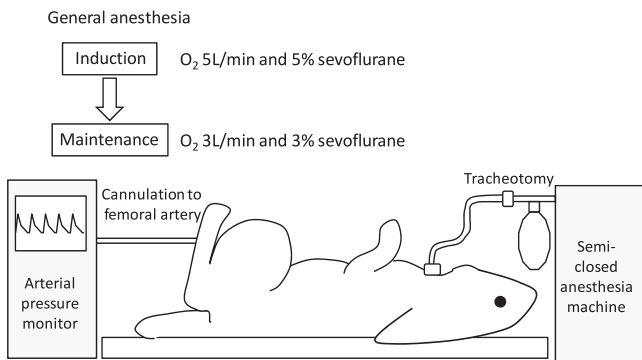 General anesthesia
Induction
O₂ 5L/min and 5% sevoflurane
Maintenance
O₂ 3L/min and 3% sevoflurane
Cannulation to
femoral artery
Tracheotomy
Arterial
pressure
monitor
Semi-
closed
anesthesia
machine